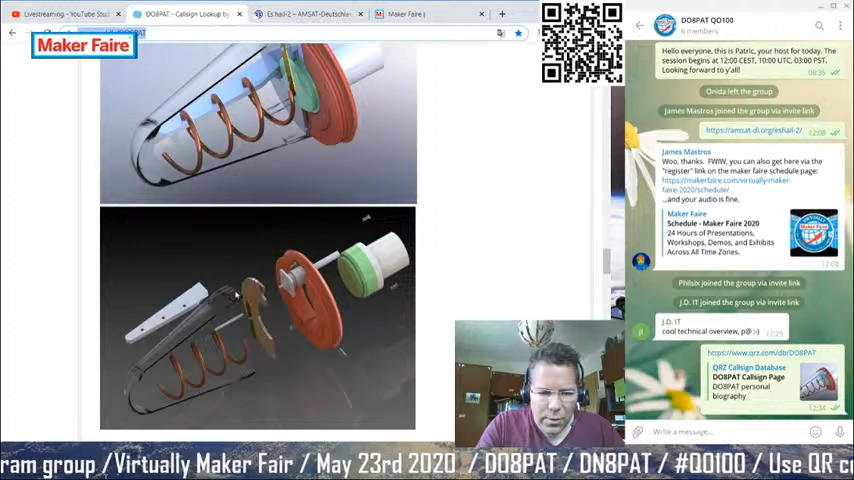 Livestreaming - YouTube Stud
DO8PAT - Callsign Lookup by
Es'hail-2 / AMSAT-Deutschla
Maker Faire |
DO8PAT
Maker Faire
DO8PAT QO100
6 members
Hello everyone, this is Patric, your host for today. The
session begins at 12:00 CEST, 10:00 UTC, 03:00 PST.
Looking forward to y'all!
08:35
Onida left the group
James Mastros joined the group via invite link
https://amsat-dl.org/eshail-2/
12:08
James Mastros
Woo, thanks. FWIW, you can also get here via the
"register" link on the maker faire schedule page:
https://makerfaire.com/virtually-maker-
faire-2020/schedule/
...and your audio is fine.
Maker Faire
Schedule - Maker Faire 2020
24 Hours of Presentations,
Workshops, Demos, and Exhibits
Across All Time Zones.
12:08
Philsix joined the group via invite link
J.D. IT joined the group via invite link
J.D. IT
cool technical overview, p@ :-)
12:29
https://www.qrz.com/db/DO8PAT
QRZ Callsign Database
DO8PAT Callsign Page
DO8PAT personal
biography
12:34
Write a message...
ram group / Virtually Maker Fair / May 23rd 2020 / DO8PAT / DN8PAT / #QO100 / Use QR co